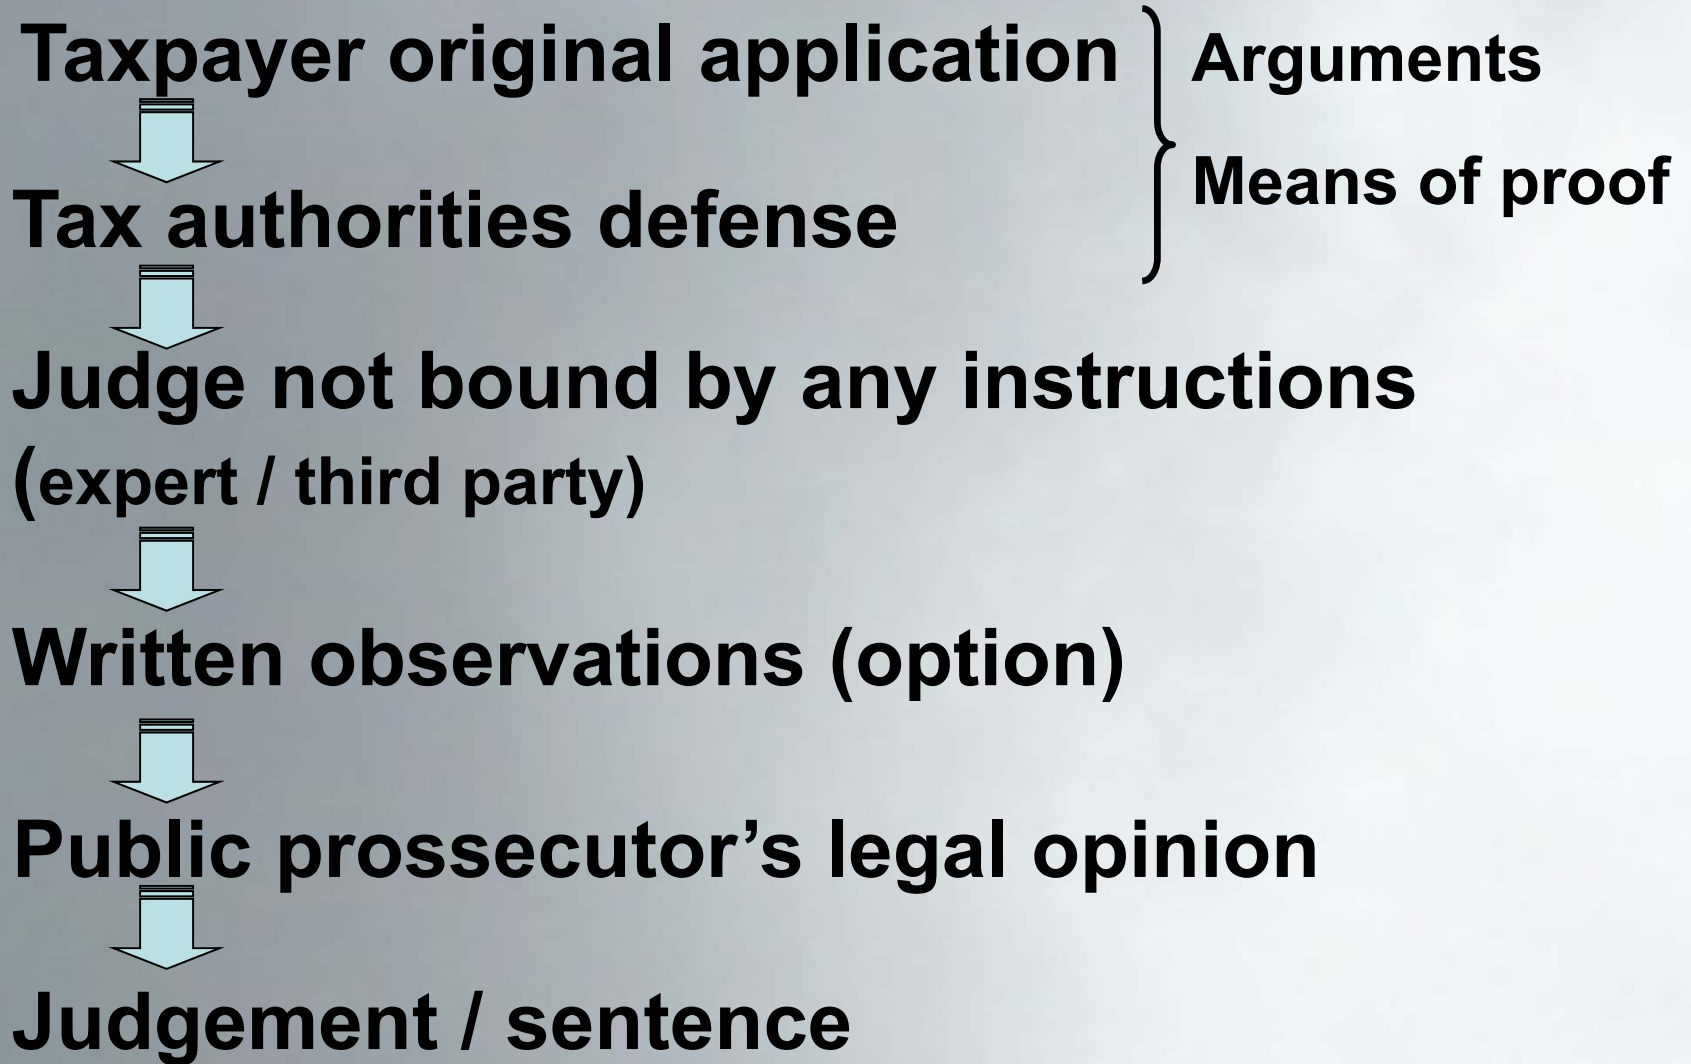 Taxpayer original application
Arguments
Means of proof
Tax authorities defense
Judge not bound by any instructions
(expert / third party)
Written observations (option)
Public prossecutor’s legal opinion
Judgement / sentence